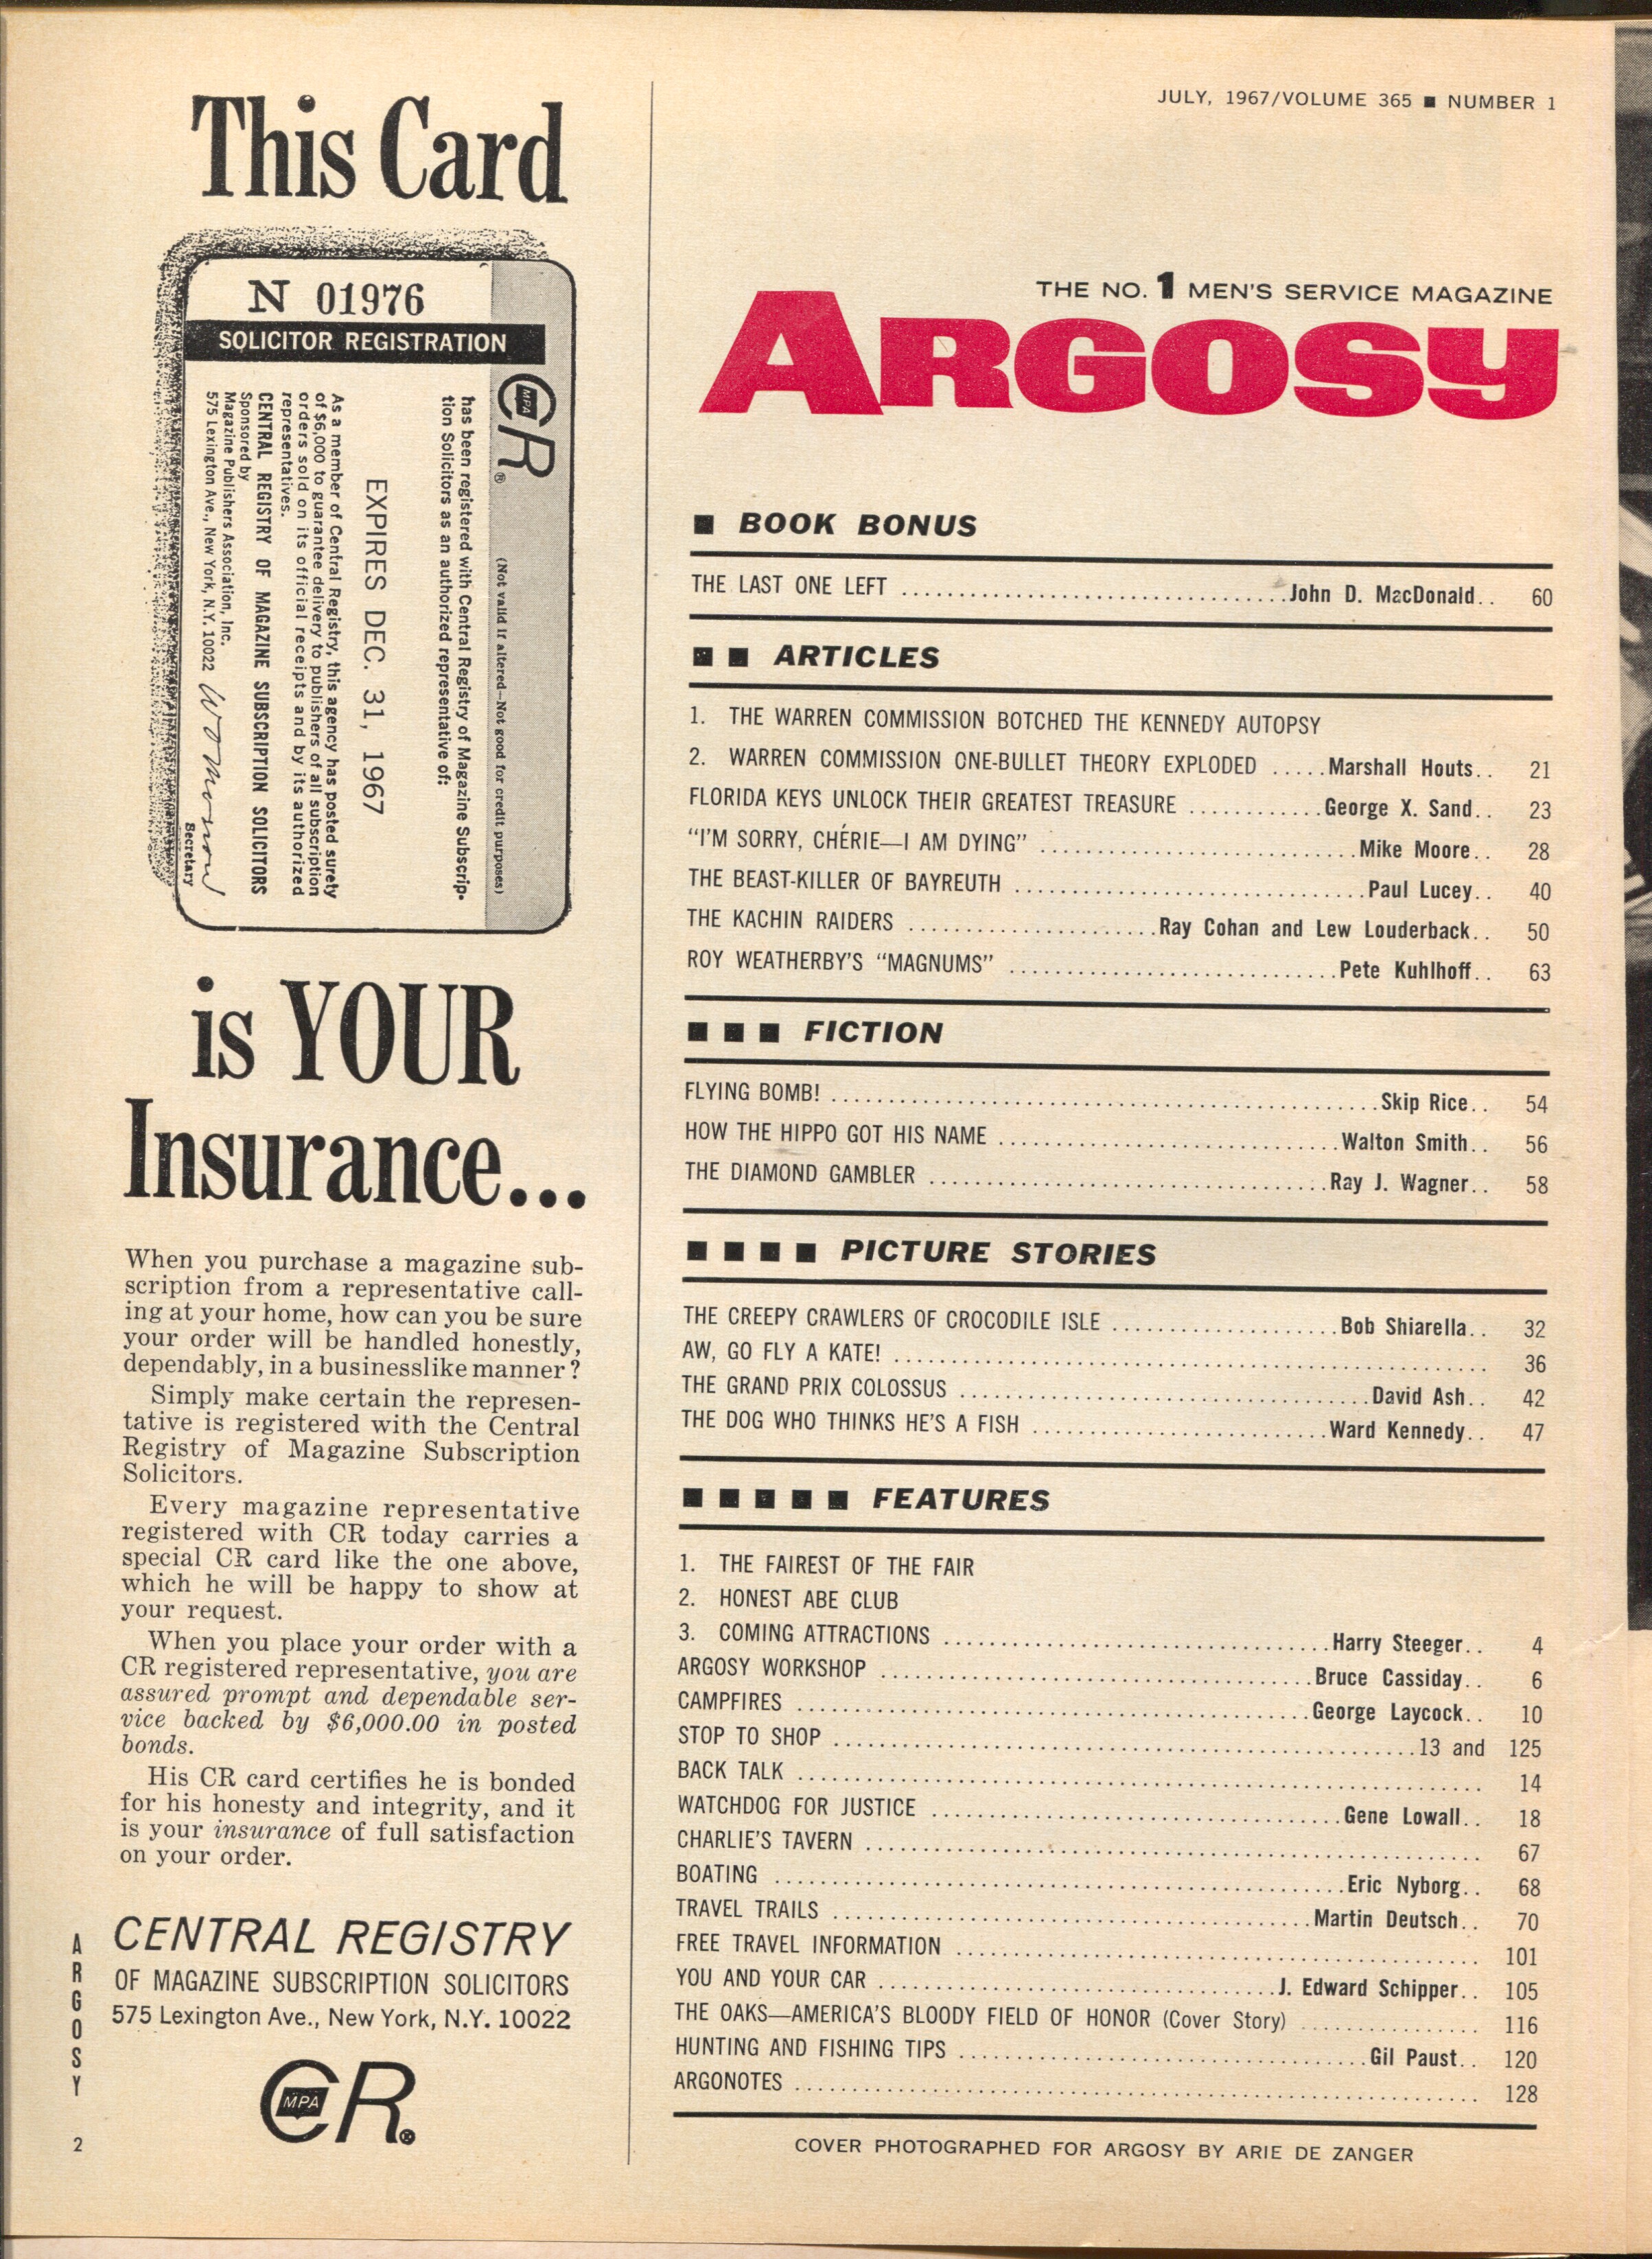 This Card
N 01976
SOLICITOR REGISTRATION
CR®
MPA
(Not valid if altered—Not good for credit purposes)
has been registered with Central Registry of Magazine Subscrip-
tion Solicitors as an authorized representative of:
EXPIRES DEC. 31, 1967
As a member of Central Registry, this agency has posted surety
of $6,000 to guarantee delivery to publishers of all subscription
orders sold on its official receipts and by its authorized
representatives.
CENTRAL REGISTRY OF MAGAZINE SUBSCRIPTION SOLICITORS
Sponsored by
Magazine Publishers Association, Inc.
575 Lexington Ave., New York, N.Y. 10022
Secretary
is YOUR
Insurance...
When you purchase a magazine sub-
scription from a representative call-
ing at your home, how can you be sure
your order will be handled honestly,
dependably, in a businesslike manner?
Simply make certain the represen-
tative is registered with the Central
Registry of Magazine Subscription
Solicitors.
Every magazine representative
registered with CR today carries a
special CR card like the one above,
which he will be happy to show at
your request.
When you place your order with a
CR registered representative, you are
assured prompt and dependable ser-
vice backed by $6,000.00 in posted
bonds.
His CR card certifies he is bonded
for his honesty and integrity, and it
is your insurance of full satisfaction
on your order.
CENTRAL REGISTRY
OF MAGAZINE SUBSCRIPTION SOLICITORS
575 Lexington Ave., New York, N.Y. 10022
CR®
MPA
ARGOSY
2
JULY, 1967/VOLUME 365 ■ NUMBER 1
THE NO. 1 MEN'S SERVICE MAGAZINE
ARGOSY
■ BOOK BONUS
THE LAST ONE LEFT ..... John D. MacDonald.. 60
■ ■ ARTICLES
1. THE WARREN COMMISSION BOTCHED THE KENNEDY AUTOPSY
2. WARREN COMMISSION ONE-BULLET THEORY EXPLODED .....Marshall Houts.. 21
FLORIDA KEYS UNLOCK THEIR GREATEST TREASURE ..... George X. Sand.. 23
“I'M SORRY, CHÉRIE—I AM DYING” ..... Mike Moore.. 28
THE BEAST-KILLER OF BAYREUTH ..... Paul Lucey.. 40
THE KACHIN RAIDERS ..... Ray Cohan and Lew Louderback.. 50
ROY WEATHERBY'S “MAGNUMS” ..... Pete Kuhlhoff.. 63
■ ■ ■ FICTION
FLYING BOMB! ..... Skip Rice.. 54
HOW THE HIPPO GOT HIS NAME ..... Walton Smith.. 56
THE DIAMOND GAMBLER ..... Ray J. Wagner.. 58
■ ■ ■ ■ PICTURE STORIES
THE CREEPY CRAWLERS OF CROCODILE ISLE ..... Bob Shiarella.. 32
AW, GO FLY A KATE! ..... 36
THE GRAND PRIX COLOSSUS ..... David Ash.. 42
THE DOG WHO THINKS HE'S A FISH ..... Ward Kennedy.. 47
■ ■ ■ ■ ■ FEATURES
1. THE FAIREST OF THE FAIR
2. HONEST ABE CLUB
3. COMING ATTRACTIONS ..... Harry Steeger.. 4
ARGOSY WORKSHOP ..... Bruce Cassiday.. 6
CAMPFIRES ..... George Laycock.. 10
STOP TO SHOP ..... 13 and 125
BACK TALK ..... 14
WATCHDOG FOR JUSTICE ..... Gene Lowall.. 18
CHARLIE'S TAVERN ..... 67
BOATING ..... Eric Nyborg.. 68
TRAVEL TRAILS ..... Martin Deutsch.. 70
FREE TRAVEL INFORMATION ..... 101
YOU AND YOUR CAR ..... J. Edward Schipper.. 105
THE OAKS—AMERICA'S BLOODY FIELD OF HONOR (Cover Story) ..... 116
HUNTING AND FISHING TIPS ..... Gil Paust.. 120
ARGONOTES ..... 128
COVER PHOTOGRAPHED FOR ARGOSY BY ARIE DE ZANGER